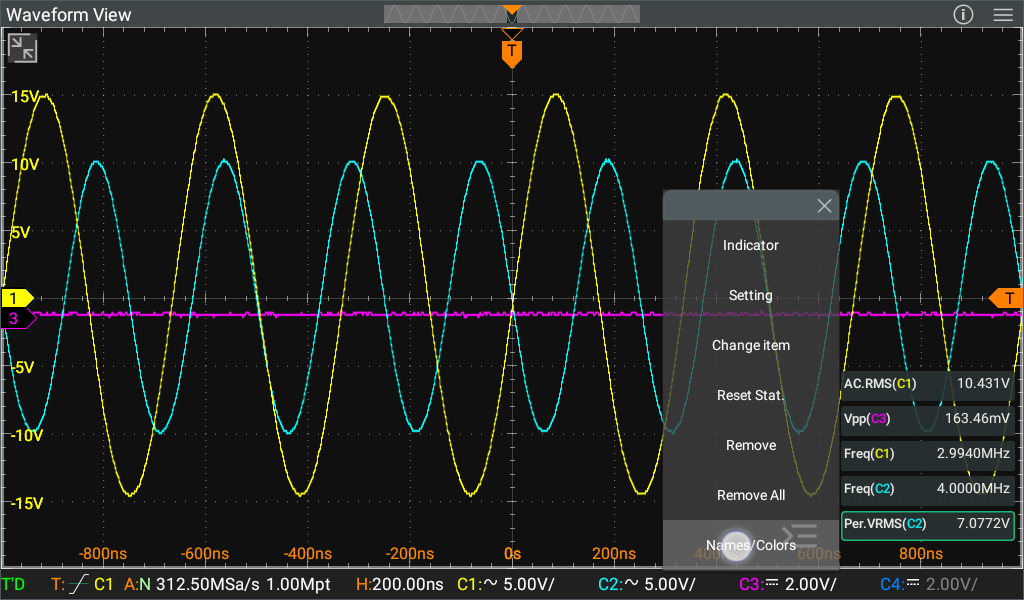 Waveform View
T
15V
10V
5V
1
T
3
-5V
-10V
-15V
Indicator
Setting
Change item
Reset Stat.
Remove
Remove All
Names/Colors
AC.RMS(C1) 10.431V
Vpp(C3) 163.46mV
Freq(C1) 2.9940MHz
Freq(C2) 4.0000MHz
Per.VRMS(C2) 7.0772V
-800ns -600ns -400ns -200ns 0s 200ns 400ns 600ns 800ns
T'D T: C1 A:N 312.50MSa/s 1.00Mpt H:200.00ns C1: 5.00V/ C2: 5.00V/ C3: 2.00V/ C4: 2.00V/